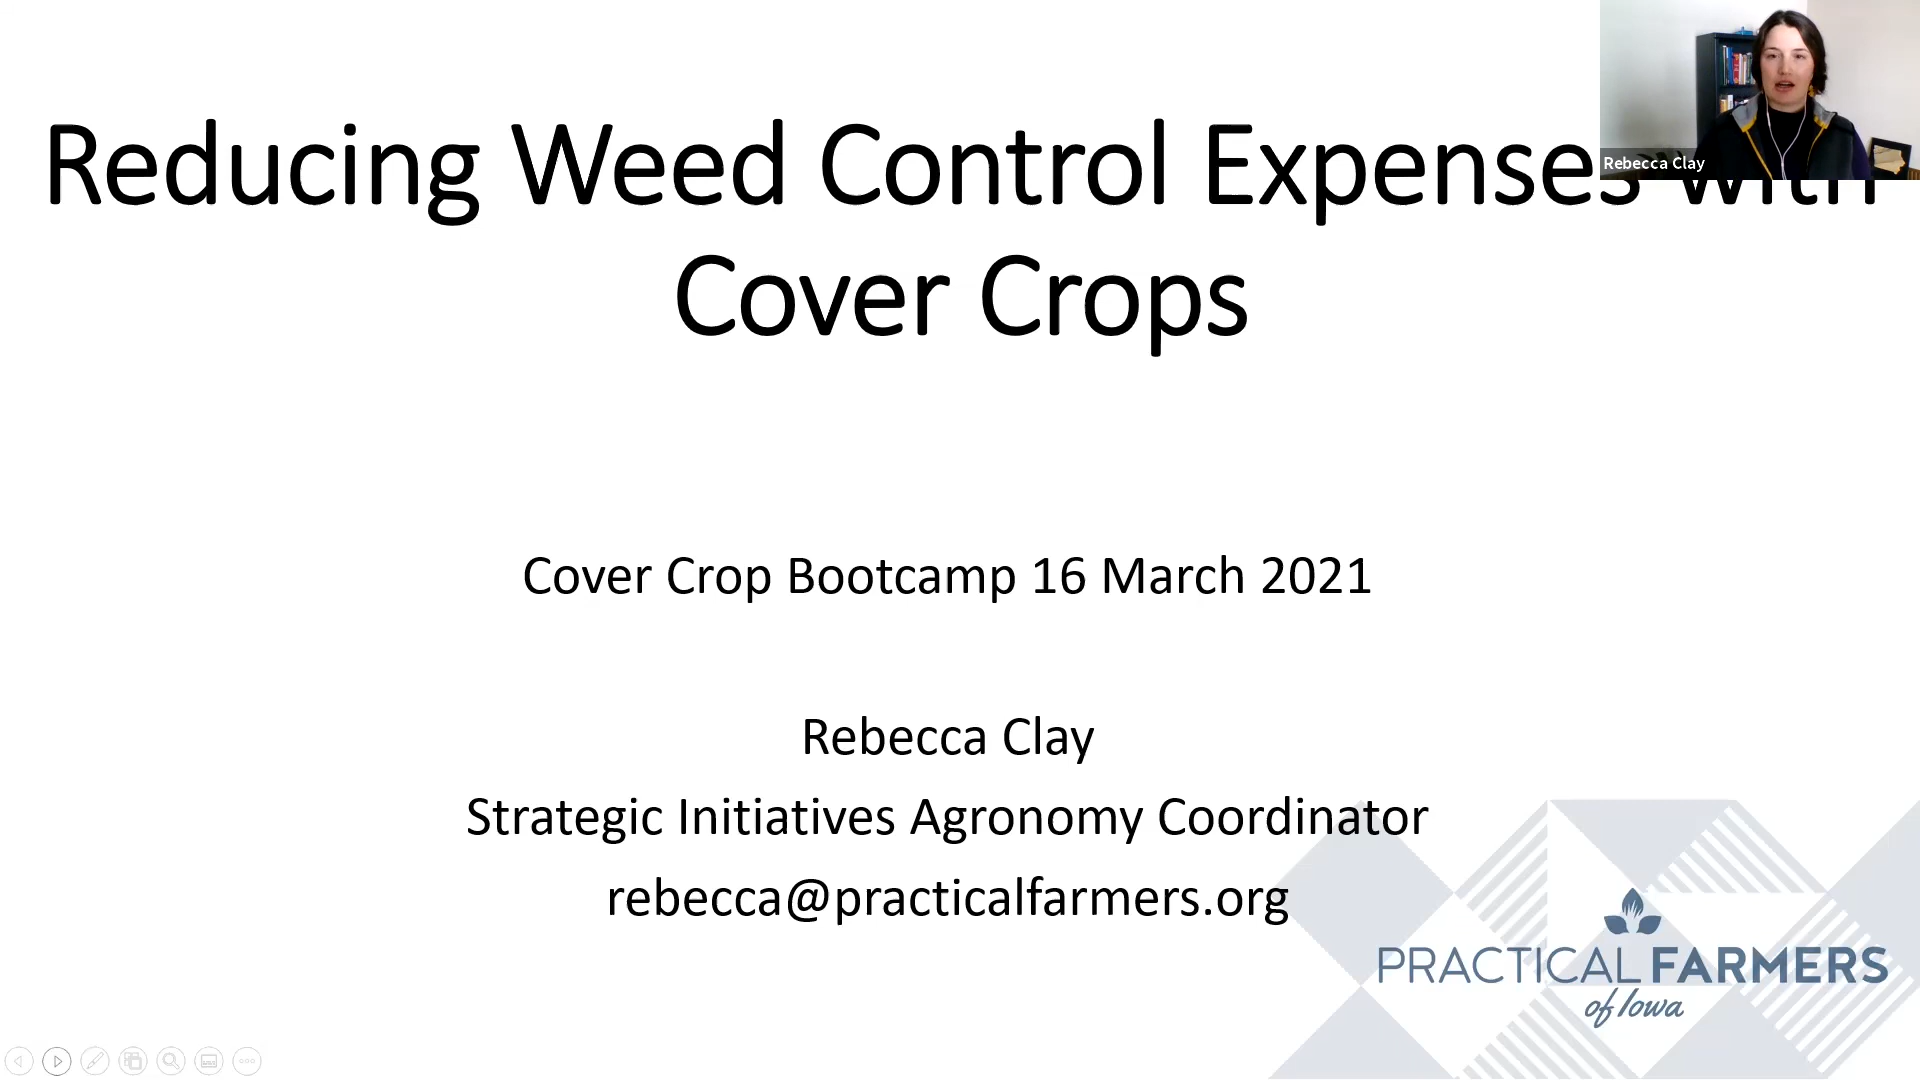 Reducing Weed Control Expenses with
Cover Crops
Rebecca Clay
Cover Crop Bootcamp 16 March 2021
Rebecca Clay
Strategic Initiatives Agronomy Coordinator
rebecca@practicalfarmers.org
PRACTICAL FARMERS
of Iowa